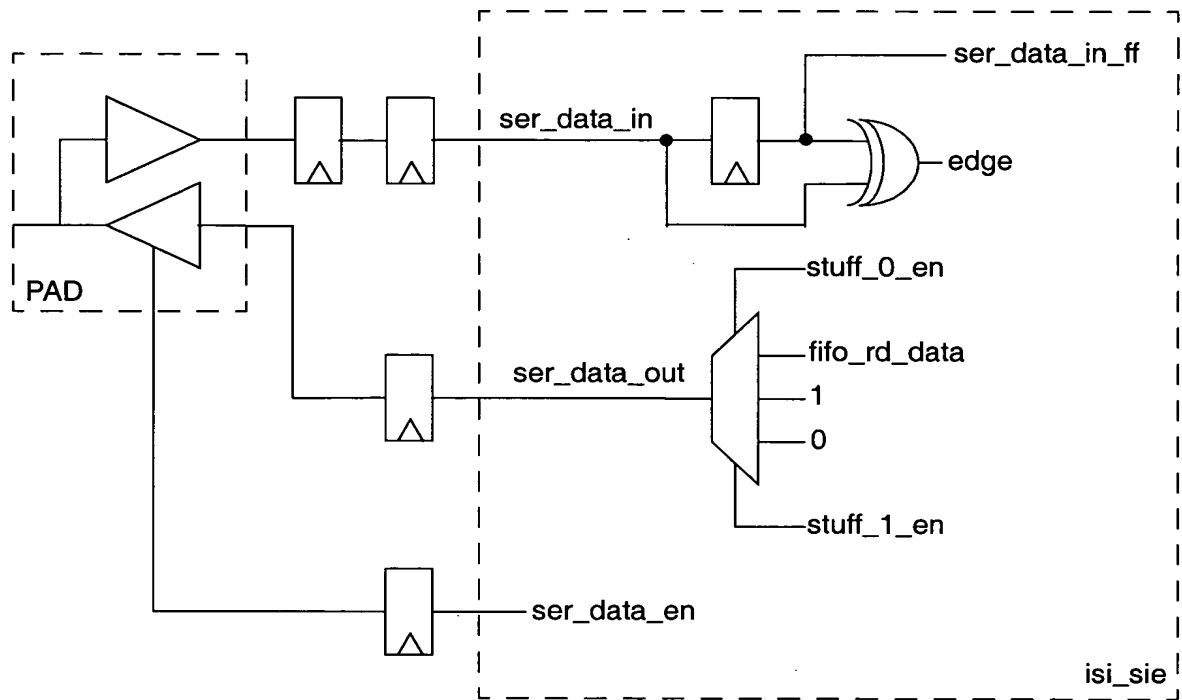 ser_data_in_ff
ser_data_in
edge
PAD
stuff_0_en
fifo_rd_data
ser_data_out
1
0
stuff_1_en
ser_data_en
isi_sie